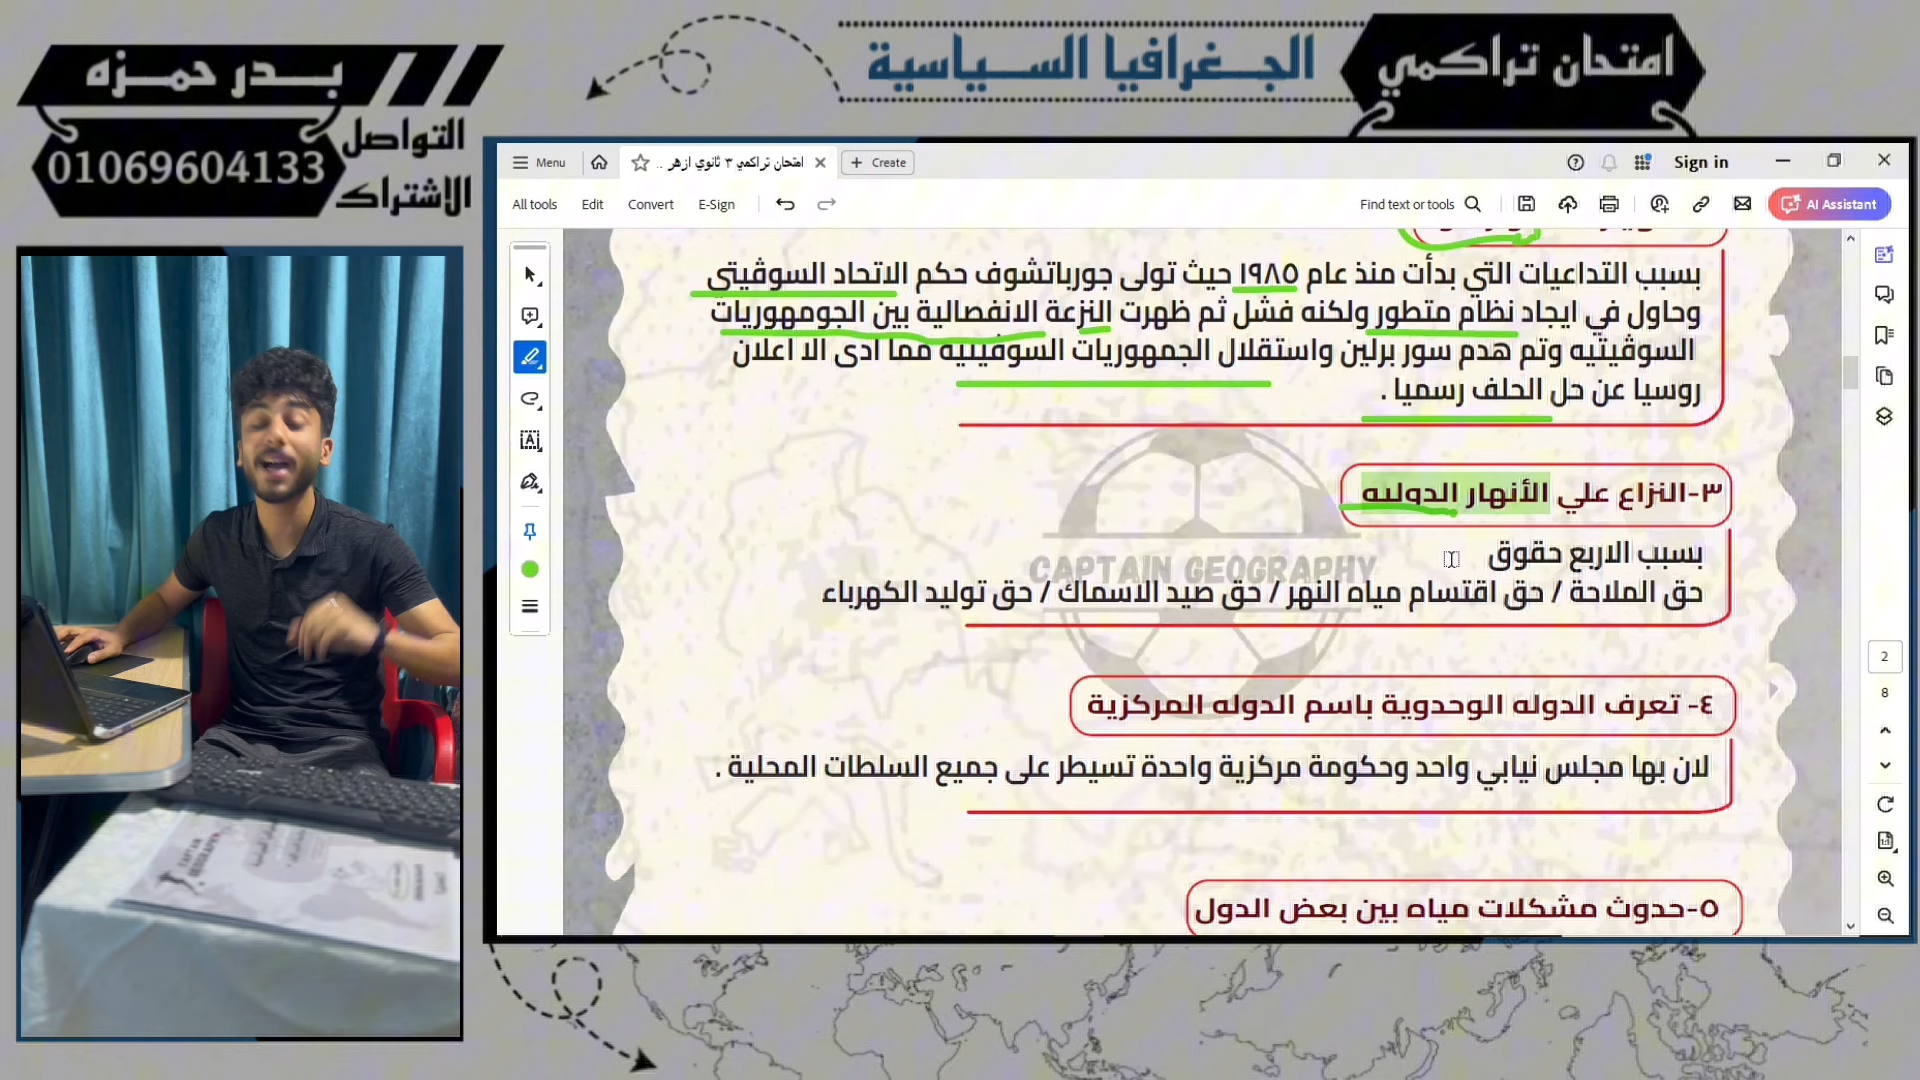 امتحان تراكمي
الجغرافيا السياسية
بدر حمزه
التواصل
01069604133
الاشتراك
Menu
امتحان تراكمي ٣ ثانوي ازهر ..
Create
Sign in
All tools
Edit
Convert
E-Sign
Find text or tools
AI Assistant
بسبب التداعيات التي بدأت منذ عام ١٩٨٥ حيث تولى جورباتشوف حكم الاتحاد السوڤيتى
وحاول في ايجاد نظام متطور ولكنه فشل ثم ظهرت النزعة الانفصالية بين الجومهوريات
السوڤيتيه وتم هدم سور برلين واستقلال الجمهوريات السوڤيتيه مما ادى الا اعلان
روسيا عن حل الحلف رسميا .
٣-النزاع علي الأنهار الدوليه
بسبب الاربع حقوق
حق الملاحة / حق اقتسام مياه النهر / حق صيد الاسماك / حق توليد الكهرباء
CAPTAIN GEOGRAPHY
٤- تعرف الدوله الوحدوية باسم الدوله المركزية
لان بها مجلس نيابي واحد وحكومة مركزية واحدة تسيطر على جميع السلطات المحلية .
٥-حدوث مشكلات مياه بين بعض الدول
2
8